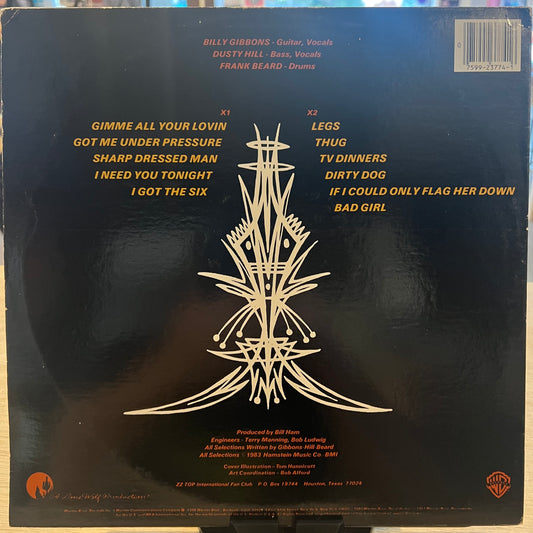 BILLY GIBBONS - Guitar, Vocals
DUSTY HILL - Bass, Vocals
FRANK BEARD - Drums
0
7599-23774-1
X1
GIMME ALL YOUR LOVIN
GOT ME UNDER PRESSURE
SHARP DRESSED MAN
I NEED YOU TONIGHT
I GOT THE SIX
X2
LEGS
THUG
TV DINNERS
DIRTY DOG
IF I COULD ONLY FLAG HER DOWN
BAD GIRL
Produced by Bill Ham
Engineers - Terry Manning, Bob Ludwig
All Selections Written by Gibbons-Hill-Beard
All Selections © 1983 Hamstein Music Co. BMI
Cover Illustration - Tom Hunnicutt
Art Coordination - Bob Alford
ZZ TOP International Fan Club P.O. Box 19744 Houston, Texas 77024
A Lone Wolf Production